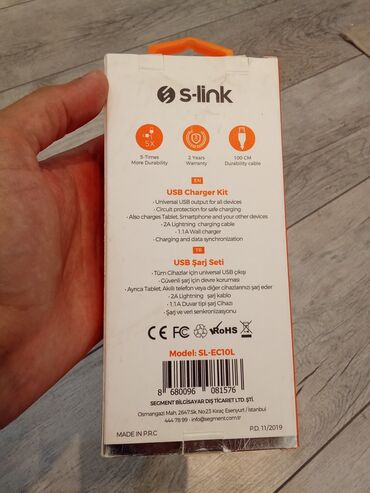 s-link
5X
5-Times
More Durability
2
2 Years
Warranty
100 CM
Durability cable
EN
USB Charger Kit
• Universal USB output for all devices
• Circuit protection for safe charging
• Also charges Tablet, Smartphone and your other devices
• 2A Lightning charging cable
• 1.1A Wall charger
• Charging and data synchronization
TR
USB Şarj Seti
• Tüm Cihazlar için universal USB çıkışı
• Güvenli şarj için devre koruması
• Ayrıca Tablet, Akıllı telefon veya diğer cihazlarınızı şarj eder
• 2A Lightning şarj kablo
• 1.1A Duvar tipi şarj Cihazı
• Şarj ve veri senkronizasyonu
CE FC RoHS
Model: SL-EC10L
8 680096 081576
SEGMENT BİLGİSAYAR DIŞ TİCARET LTD. ŞTİ.
Osmangazi Mah. 2647.Sk. No:23 Kıraç Esenyurt / İstanbul
444 78 99 • info@segment.com.tr
MADE IN P.R.C
P.D. 11/2019